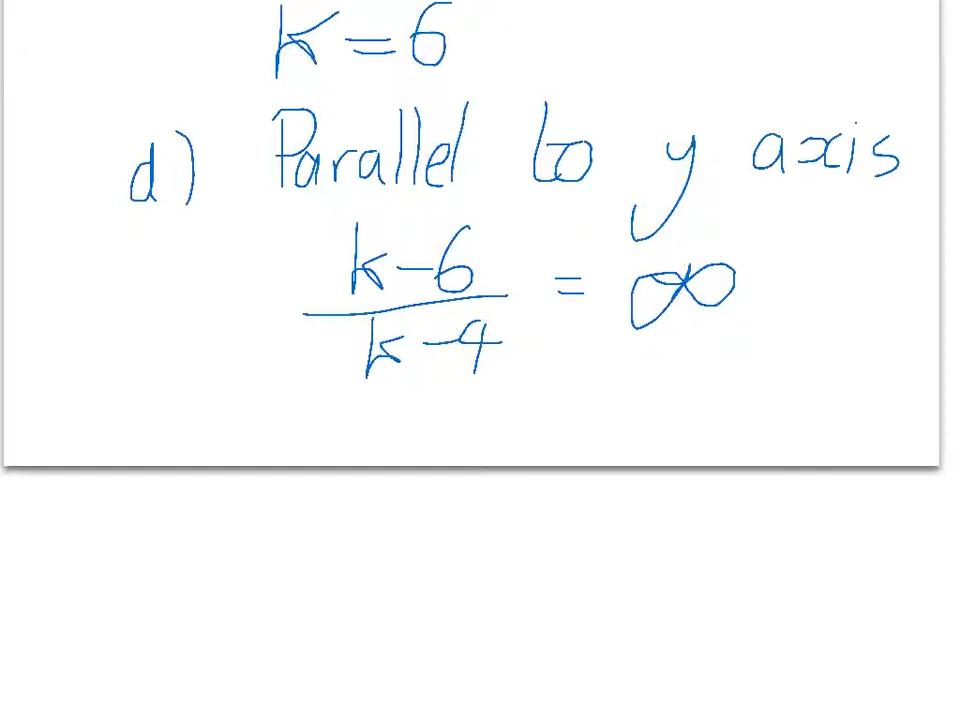 k = 6
d) Parallel to y axis
k-6
k-4
= ∞